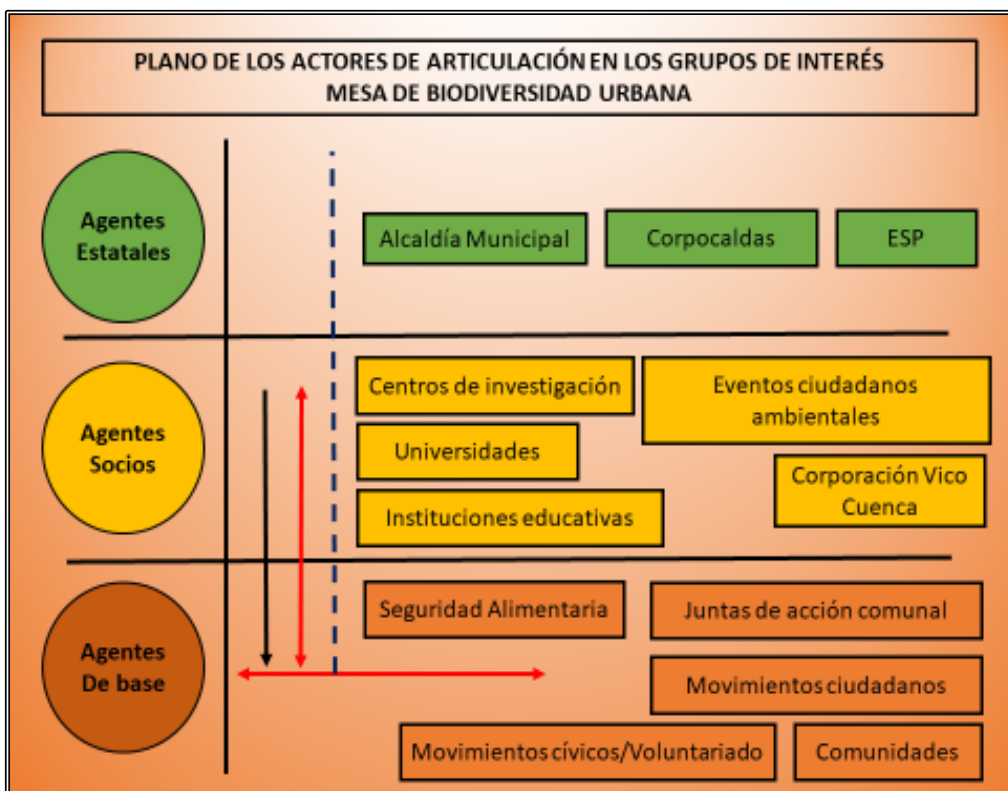 PLANO DE LOS ACTORES DE ARTICULACIÓN EN LOS GRUPOS DE INTERÉS
MESA DE BIODIVERSIDAD URBANA
Agentes
Estatales
Alcaldía Municipal
Corpocaldas
ESP
Agentes
Socios
Centros de investigación
Eventos ciudadanos
ambientales
Universidades
Corporación Vico
Cuenca
Instituciones educativas
Agentes
De base
Seguridad Alimentaria
Juntas de acción comunal
Movimientos ciudadanos
Movimientos cívicos/Voluntariado
Comunidades